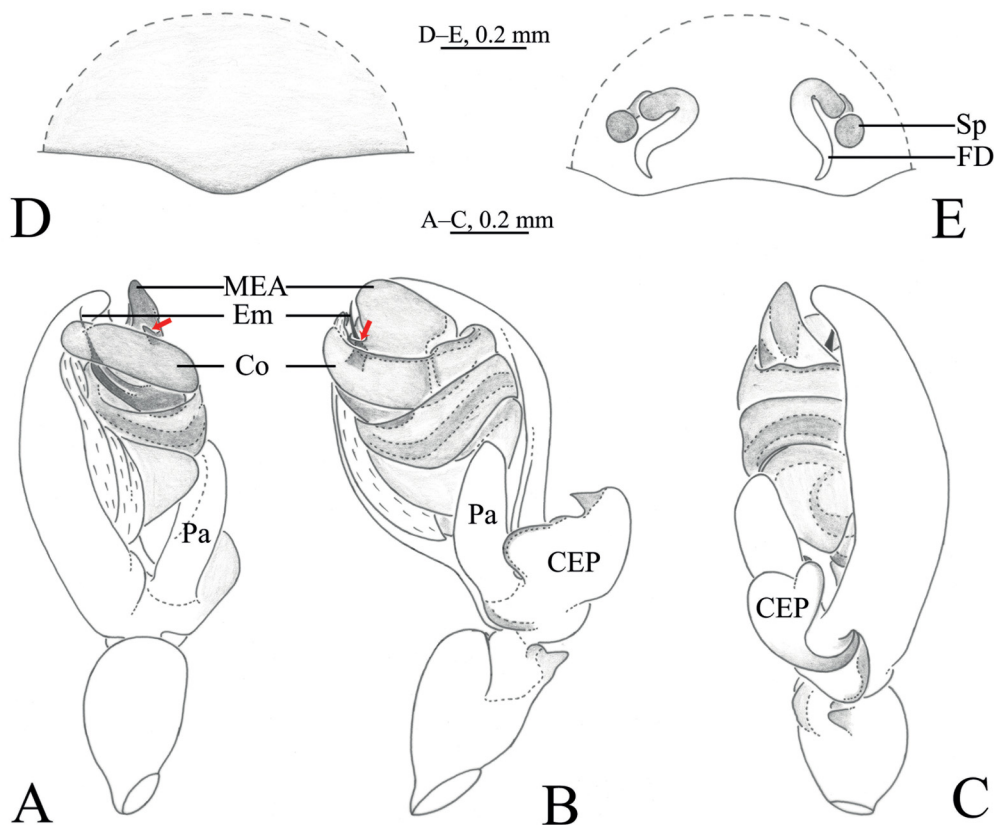 D–E, 0.2 mm
Sp
FD
D
E
A–C, 0.2 mm
MEA
Em
Co
Pa
Pa
CEP
CEP
A
B
C